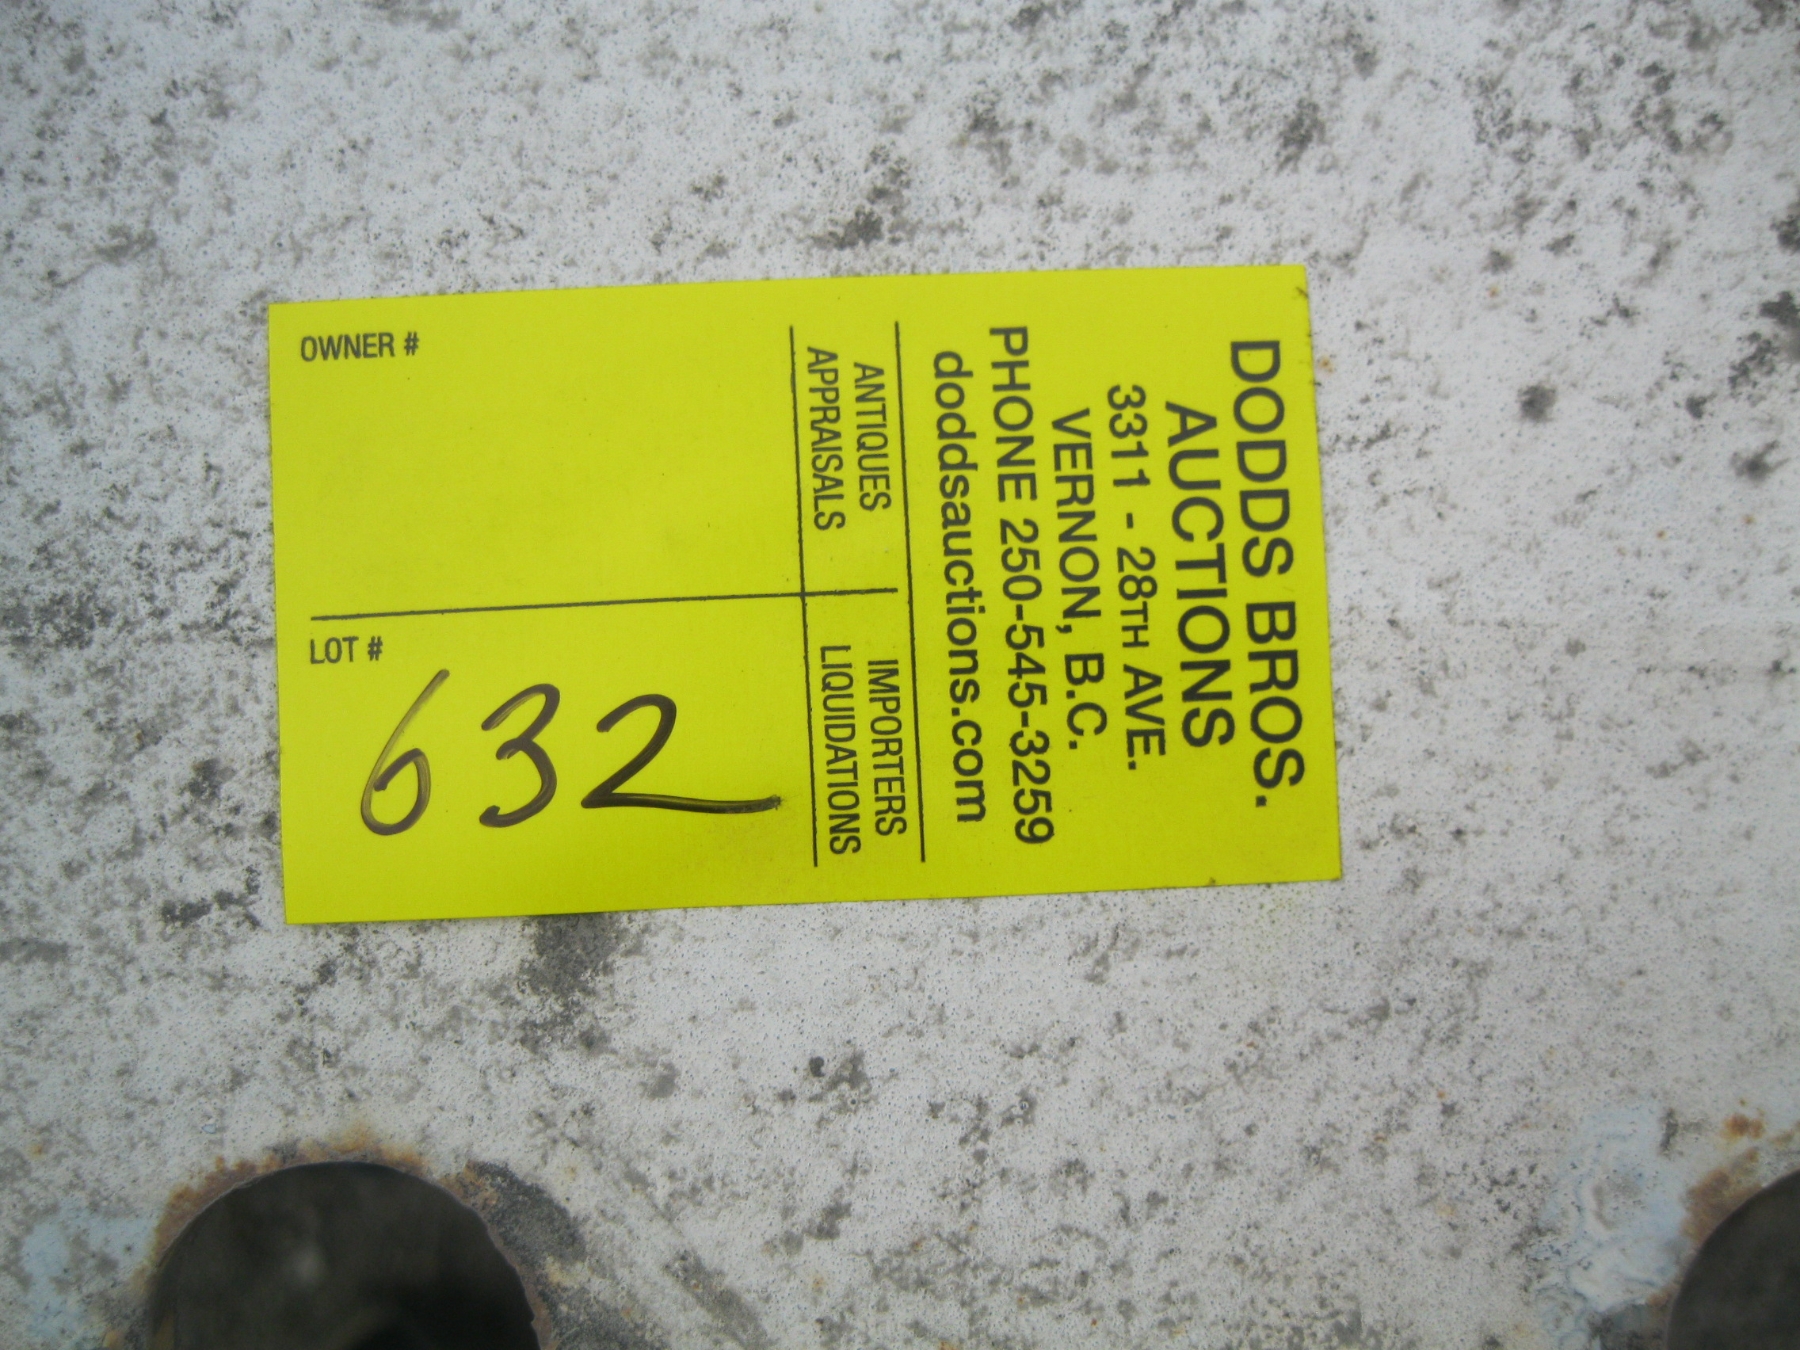 DODDS BROS.
AUCTIONS
3311 - 28TH AVE.
VERNON, B.C.
PHONE 250-545-3259
doddsauctions.com
ANTIQUES IMPORTERS
APPRAISALS LIQUIDATIONS
OWNER #
LOT #
632